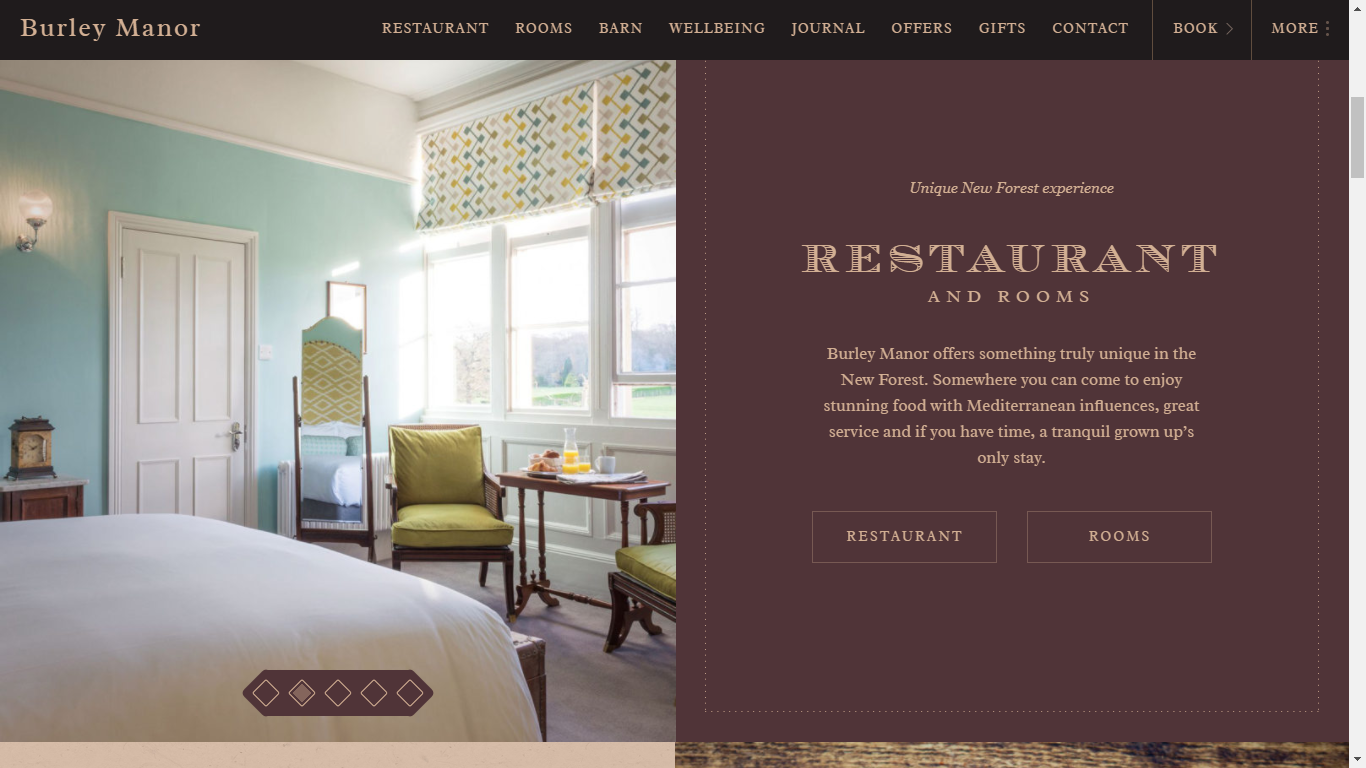 Burley Manor
RESTAURANT ROOMS BARN WELLBEING JOURNAL OFFERS GIFTS CONTACT BOOK MORE
Unique New Forest experience
RESTAURANT
AND ROOMS
Burley Manor offers something truly unique in the
New Forest. Somewhere you can come to enjoy
stunning food with Mediterranean influences, great
service and if you have time, a tranquil grown up’s
only stay.
RESTAURANT ROOMS